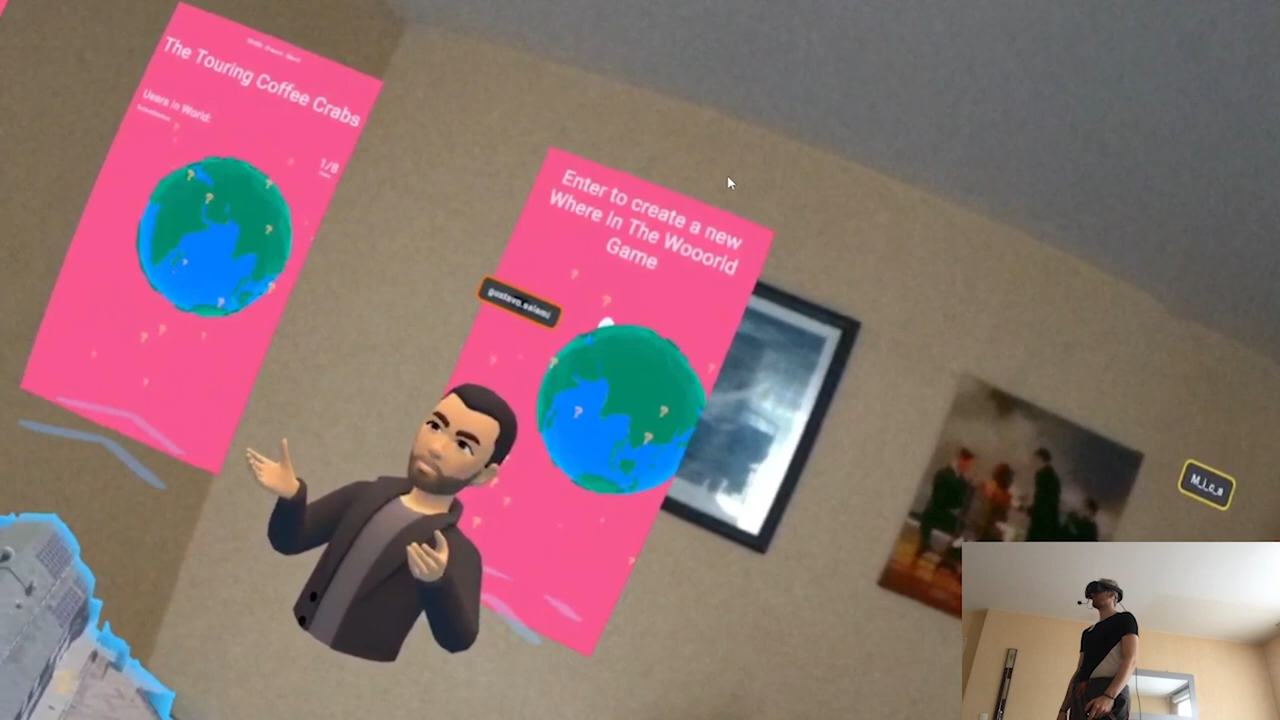 The Touring Coffee Crabs
Users in World:
1/8
Enter to create a new
Where In The Wooorld
Game
gustavo.salami
M_i_c_a